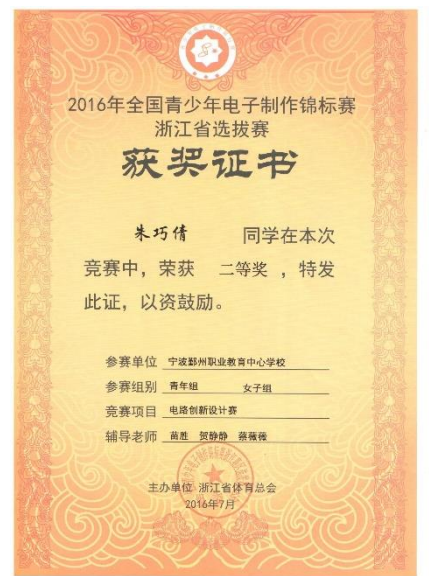 2016年全国青少年电子制作锦标赛
浙江省选拔赛
获奖证书
朱巧倩 同学在本次
竞赛中，荣获 二等奖 ，特发
此证，以资鼓励。
参赛单位 宁波鄞州职业教育中心学校
参赛组别 青年组 女子组
竞赛项目 电路创新设计赛
辅导老师 苗胜 贺静静 蔡薇薇
主办单位 浙江省体育总会
2016年7月